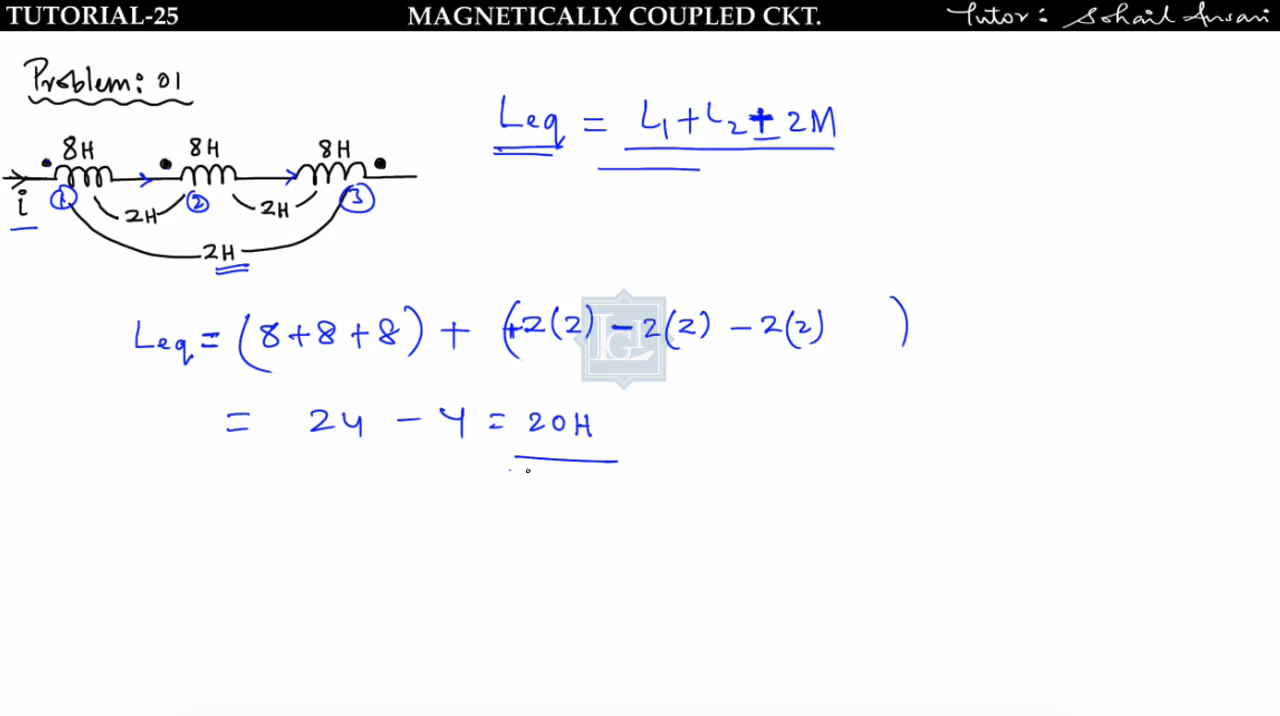 TUTORIAL-25 MAGNETICALLY COUPLED CKT. Tutor: Sohail Ansari
Problem: 01
Leq = L1 + L2 ± 2M
8H 8H 8H
i 1 2H 2 2H 3
2H
Leq = (8+8+8) + (+2(2) - 2(2) - 2(2) )
= 24 - 4 = 20H
LGH